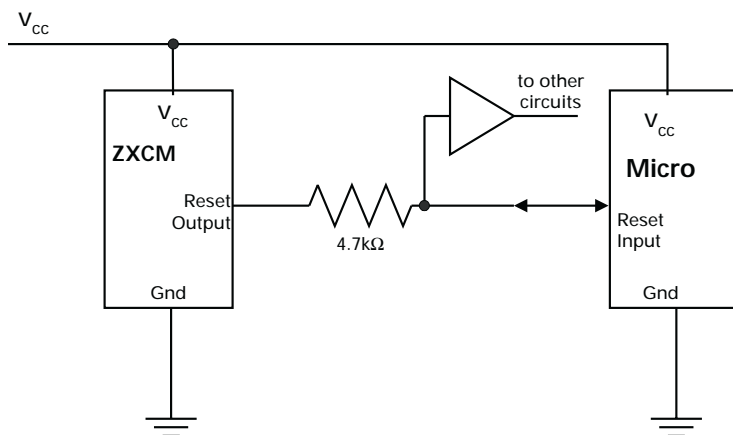 Vcc
to other
circuits
Vcc
ZXCM
Reset
Output
4.7kΩ
Vcc
Micro
Reset
Input
Gnd
Gnd